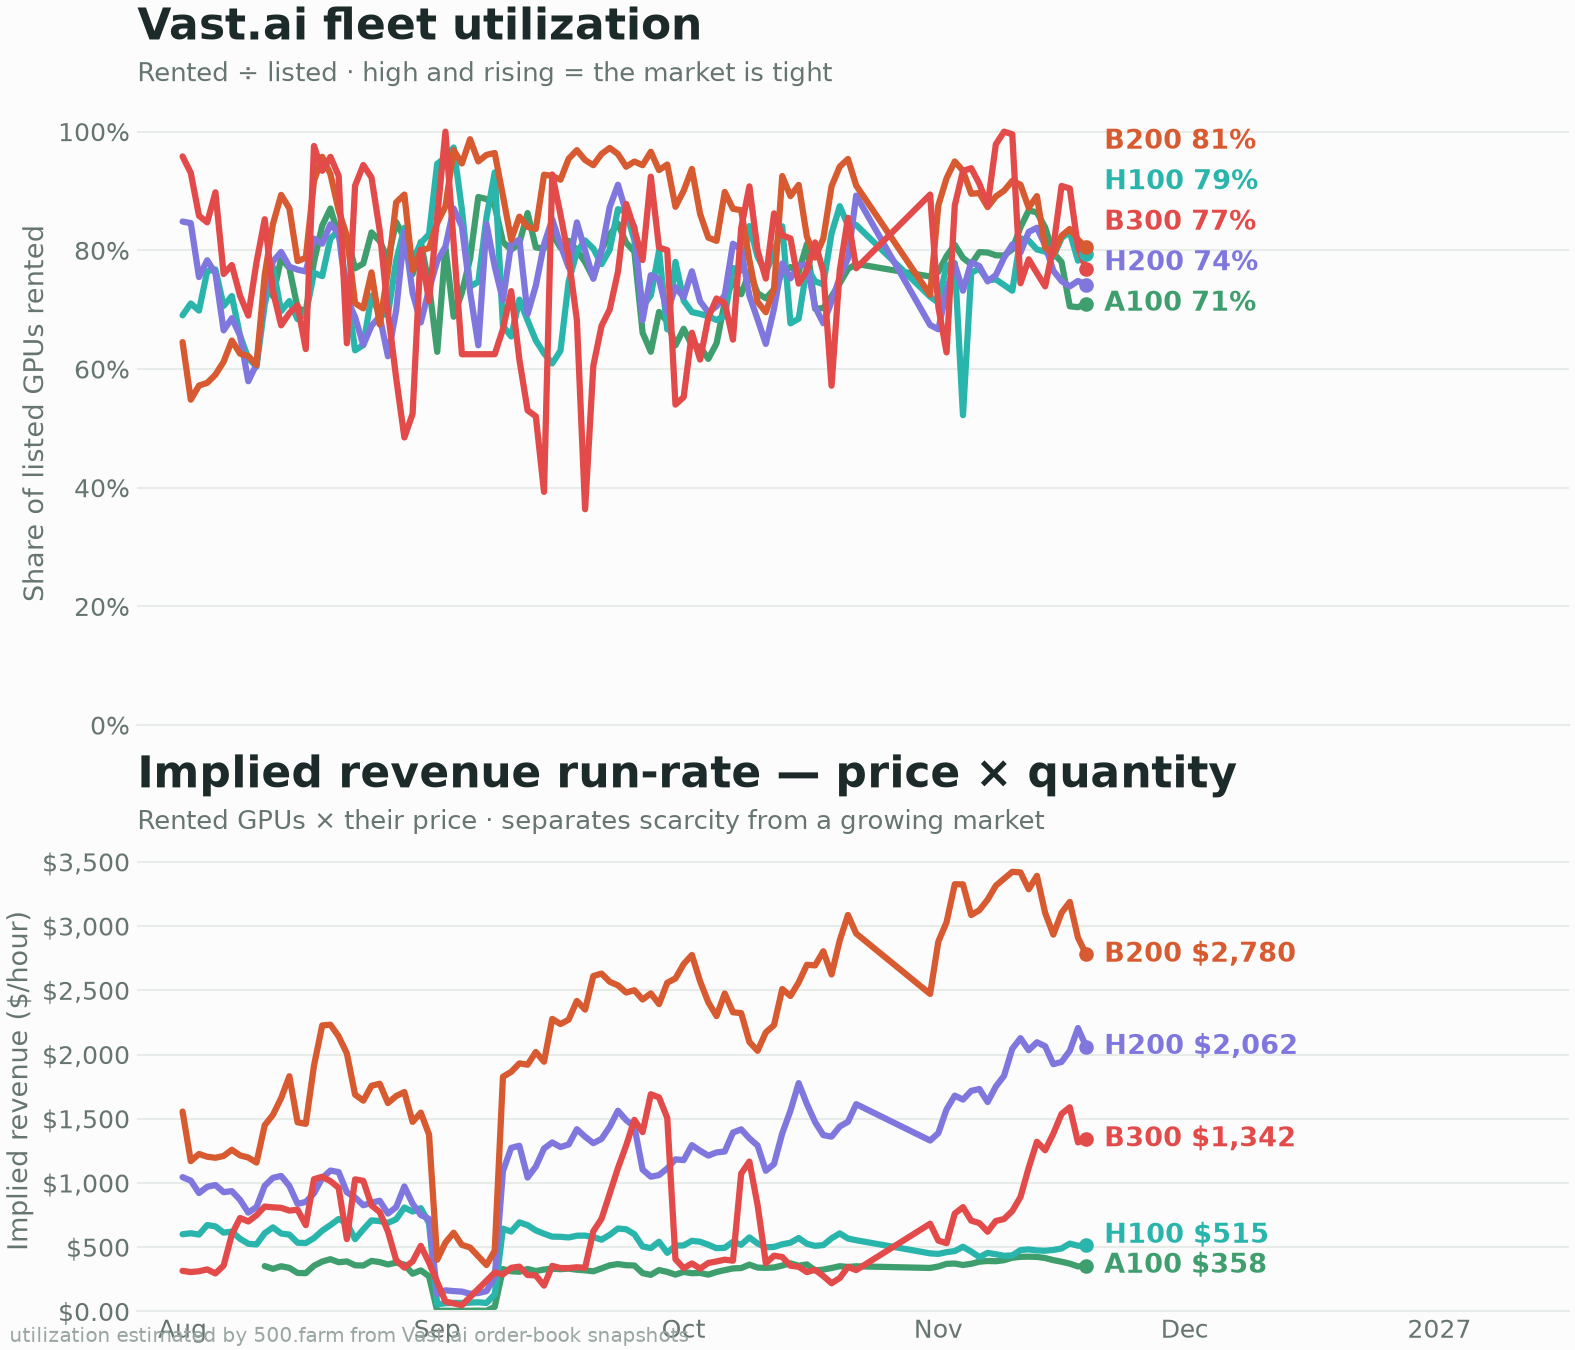 Vast.ai fleet utilization
Rented ÷ listed · high and rising = the market is tight
Share of listed GPUs rented
100%
80%
60%
40%
20%
0%
B200 81%
H100 79%
B300 77%
H200 74%
A100 71%
Implied revenue run-rate — price × quantity
Rented GPUs × their price · separates scarcity from a growing market
Implied revenue ($/hour)
$3,500
$3,000
$2,500
$2,000
$1,500
$1,000
$500
$0.00
B200 $2,780
H200 $2,062
B300 $1,342
H100 $515
A100 $358
Aug Sep Oct Nov Dec 2027
utilization estimated by 500.farm from Vast.ai order-book snapshots